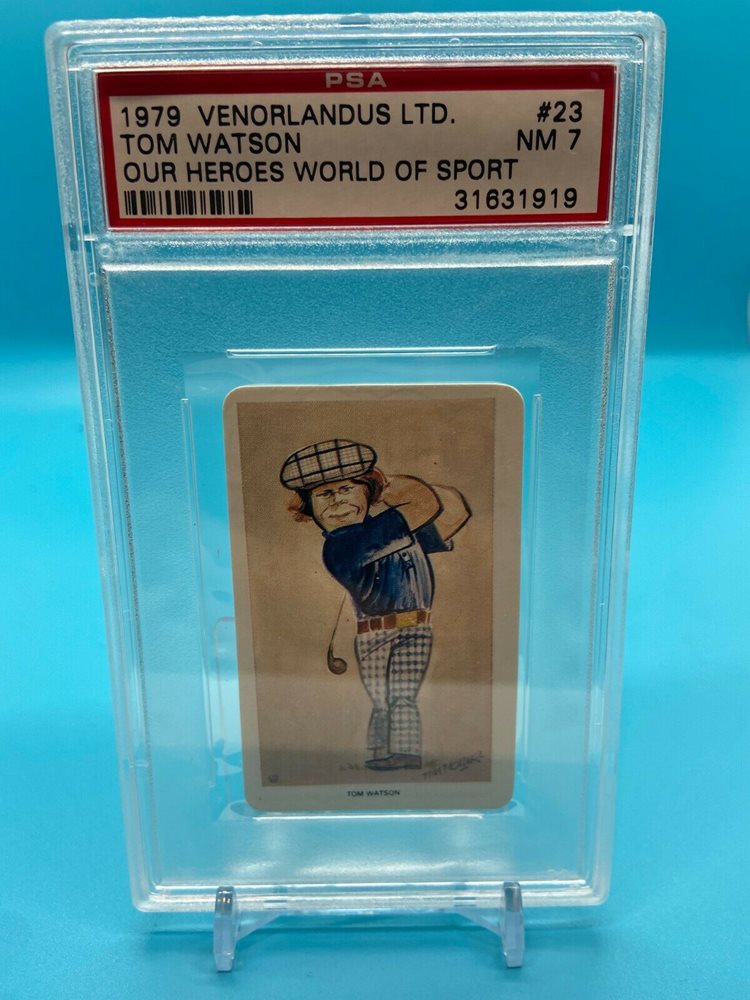 PSA
1979 VENORLANDUS LTD. #23
TOM WATSON NM 7
OUR HEROES WORLD OF SPORT
31631919
TOM WATSON